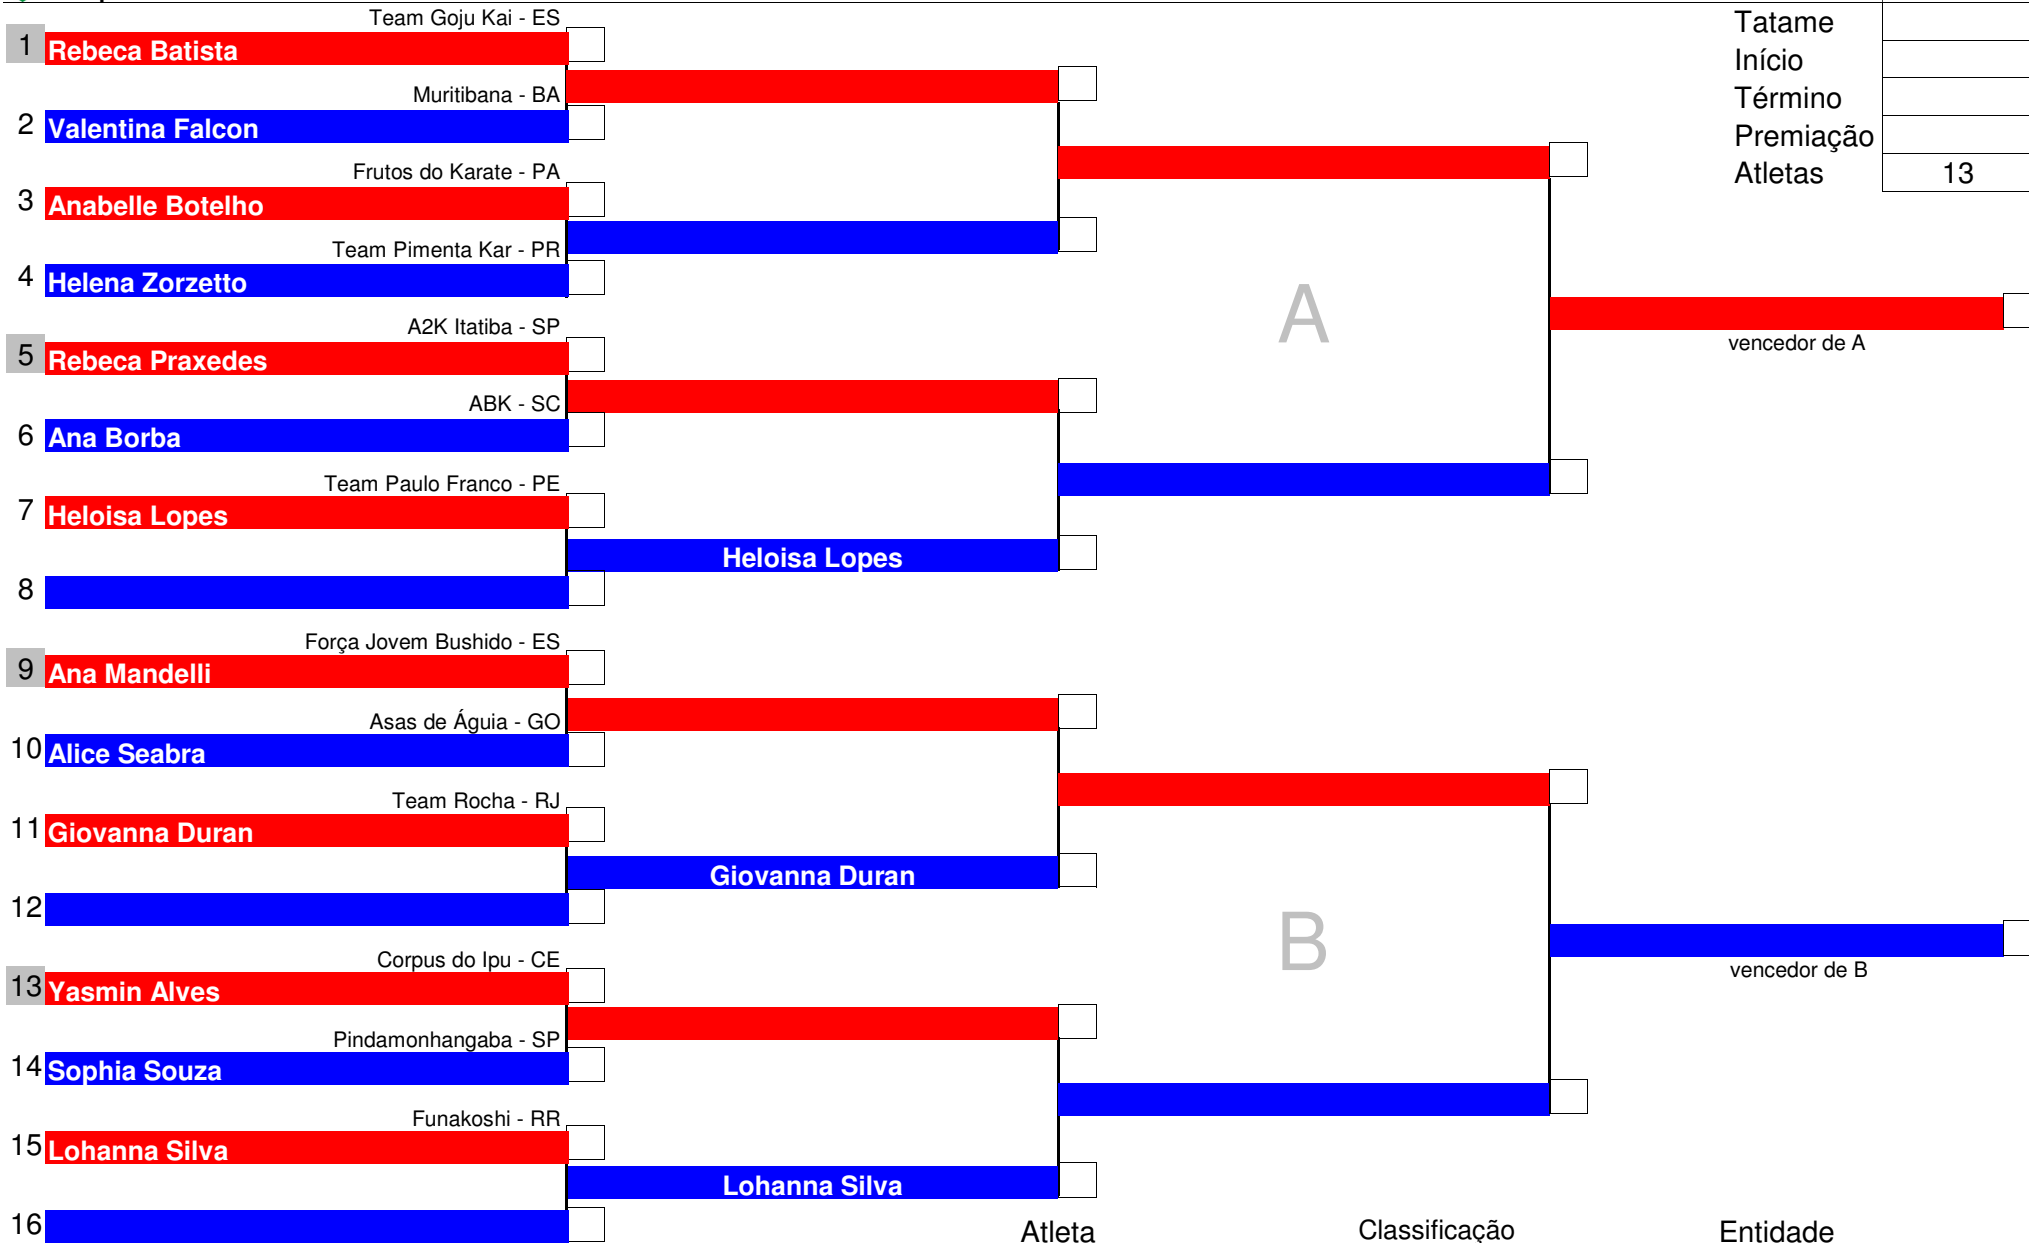 Team Goju Kai - ES
1 Rebeca Batista
Muritibana - BA
2 Valentina Falcon
Frutos do Karate - PA
3 Anabelle Botelho
Team Pimenta Kar - PR
4 Helena Zorzetto
A2K Itatiba - SP
5 Rebeca Praxedes
ABK - SC
6 Ana Borba
Team Paulo Franco - PE
7 Heloisa Lopes
Heloisa Lopes
8
Força Jovem Bushido - ES
9 Ana Mandelli
Asas de Águia - GO
10 Alice Seabra
Team Rocha - RJ
11 Giovanna Duran
Giovanna Duran
12
Corpus do Ipu - CE
13 Yasmin Alves
Pindamonhangaba - SP
14 Sophia Souza
Funakoshi - RR
15 Lohanna Silva
Lohanna Silva
16
A
B
vencedor de A
vencedor de B
Tatame
Início
Término
Premiação
Atletas 13
Atleta Classificação Entidade